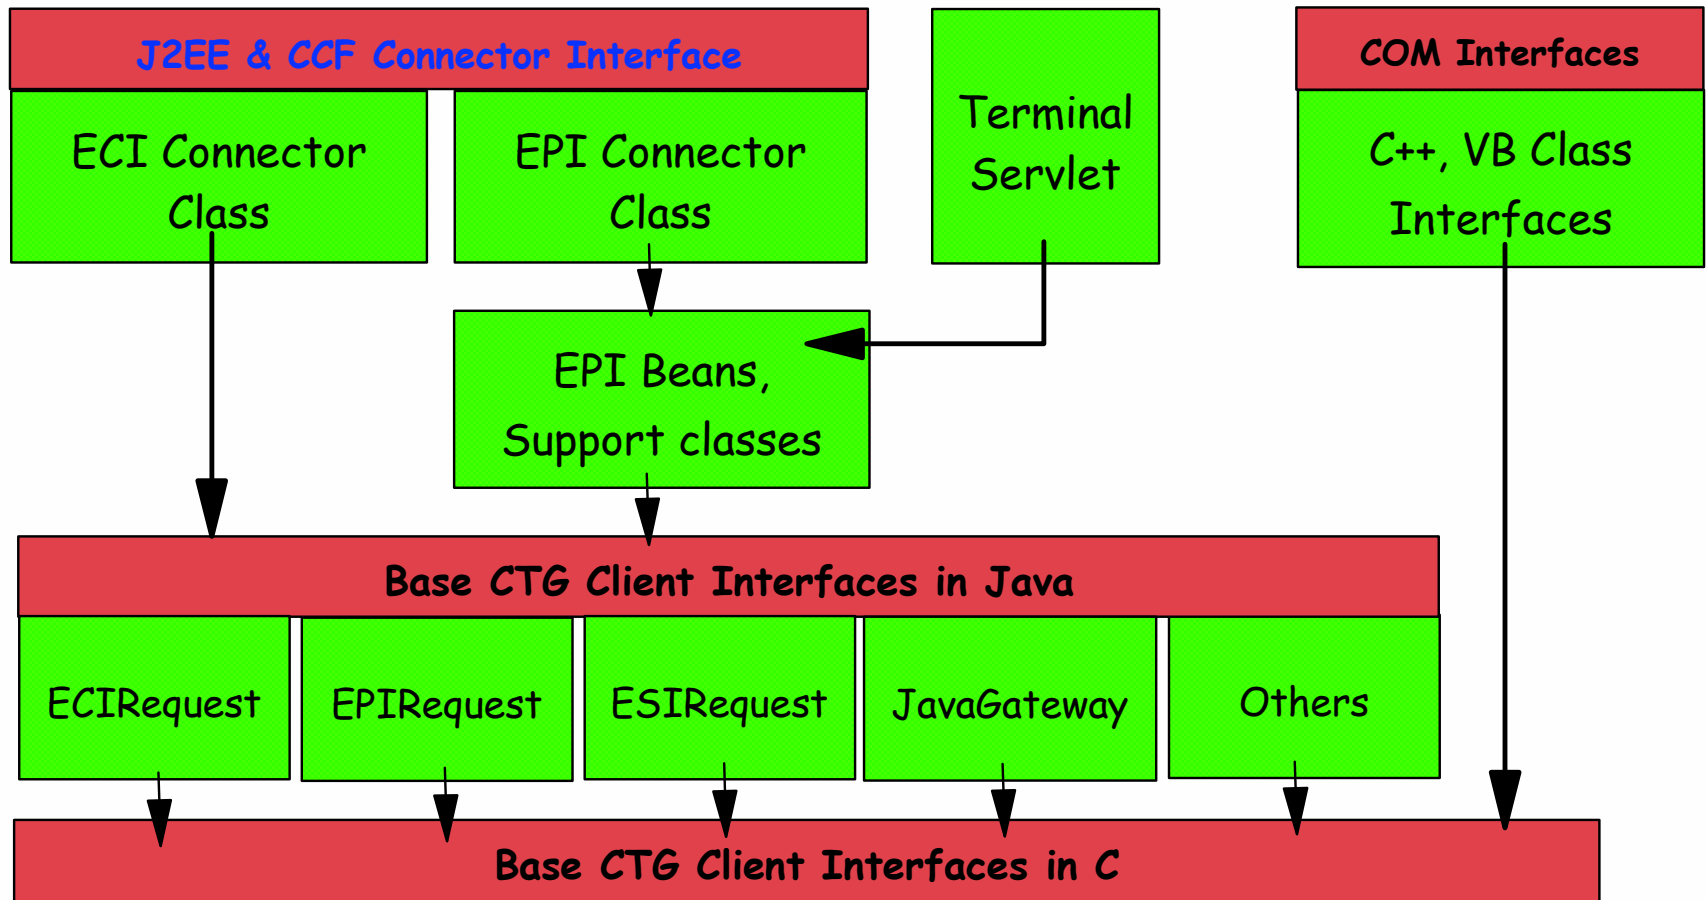 J2EE & CCF Connector Interface
ECI Connector
Class
EPI Connector
Class
Terminal
Servlet
COM Interfaces
C++, VB Class
Interfaces
EPI Beans,
Support classes
Base CTG Client Interfaces in Java
ECIRequest
EPIRequest
ESIRequest
JavaGateway
Others
Base CTG Client Interfaces in C